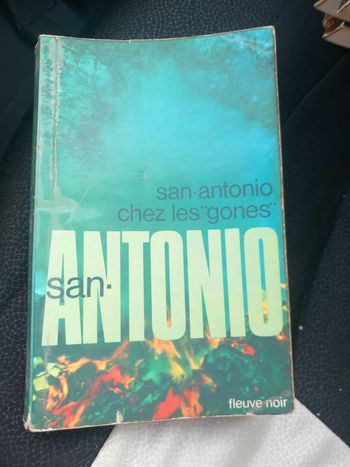 san-antonio
chez les "gones"
san-
ANTONIO
fleuve noir